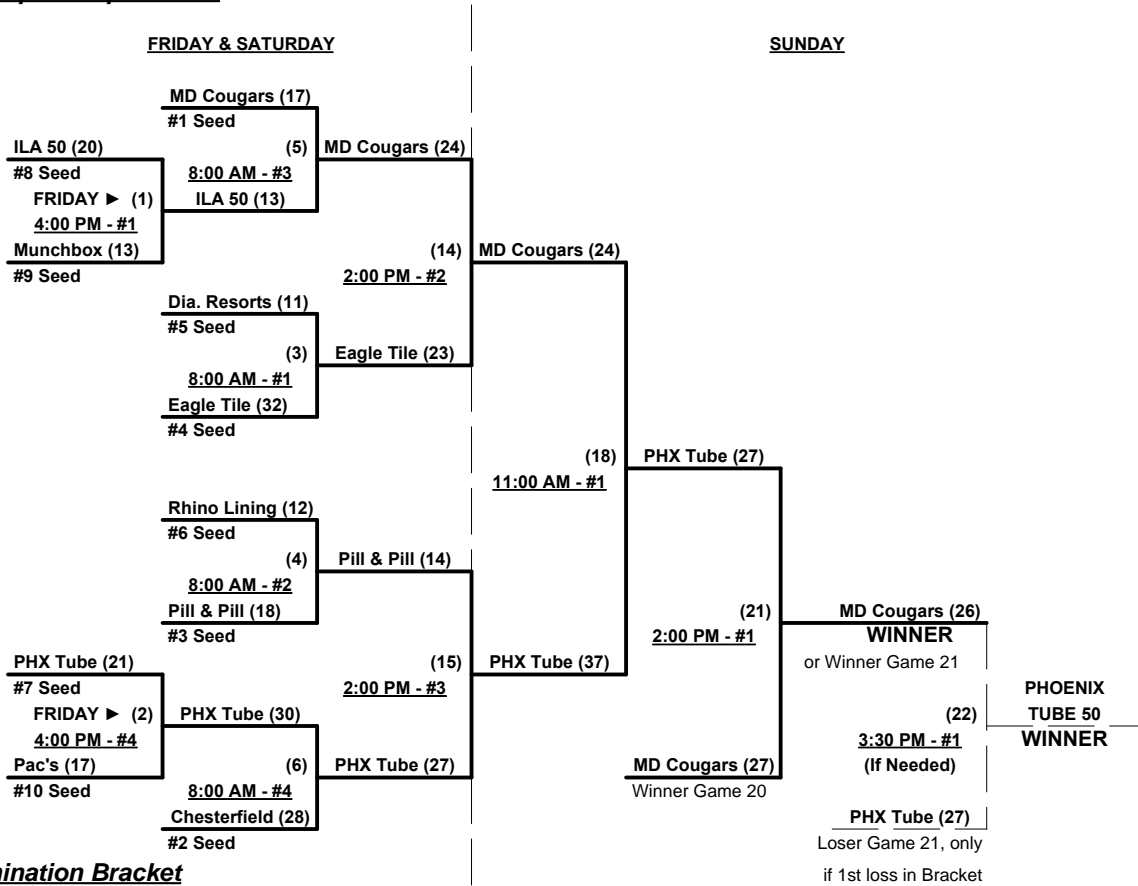 FRIDAY & SATURDAY
SUNDAY
MD Cougars (17)
#1 Seed
ILA 50 (20)
(5)
MD Cougars (24)
#8 Seed
8:00 AM - #3
FRIDAY ► (1)
ILA 50 (13)
4:00 PM - #1
Munchbox (13)
(14)
MD Cougars (24)
#9 Seed
2:00 PM - #2
Dia. Resorts (11)
#5 Seed
(3)
Eagle Tile (23)
8:00 AM - #1
Eagle Tile (32)
#4 Seed
(18)
PHX Tube (27)
11:00 AM - #1
Rhino Lining (12)
#6 Seed
(4)
Pill & Pill (14)
8:00 AM - #2
Pill & Pill (18)
(21)
MD Cougars (26)
#3 Seed
2:00 PM - #1
WINNER
or Winner Game 21
PHX Tube (21)
(15)
PHX Tube (37)
#7 Seed
2:00 PM - #3
PHOENIX
FRIDAY ► (2)
PHX Tube (30)
(22)
TUBE 50
4:00 PM - #4
3:30 PM - #1
WINNER
Pac's (17)
(6)
PHX Tube (27)
MD Cougars (27)
(If Needed)
#10 Seed
8:00 AM - #4
Winner Game 20
Chesterfield (28)
PHX Tube (27)
#2 Seed
Loser Game 21, only
mination Bracket
if 1st loss in Bracket